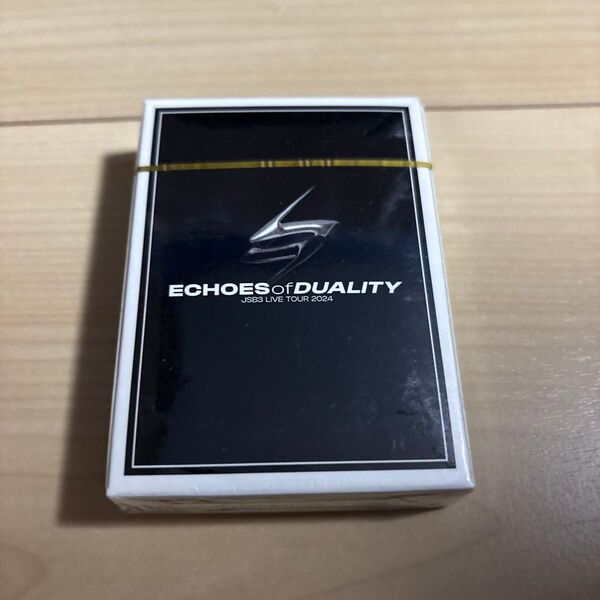 ECHOES of DUALITY
JSB3 LIVE TOUR 2024